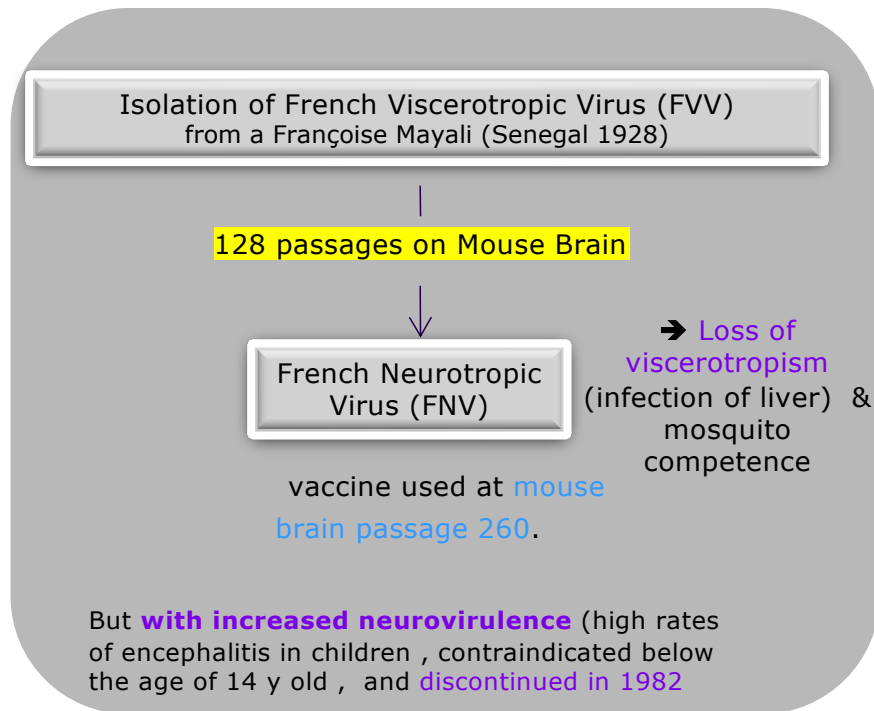 Isolation of French Viscerotropic Virus (FVV)
from a Françoise Mayali (Senegal 1928)
128 passages on Mouse Brain
French Neurotropic
Virus (FNV)
➔ Loss of
viscerotropism
(infection of liver) &
mosquito
competence
vaccine used at mouse
brain passage 260.
But with increased neurovirulence (high rates
of encephalitis in children , contraindicated below
the age of 14 y old , and discontinued in 1982